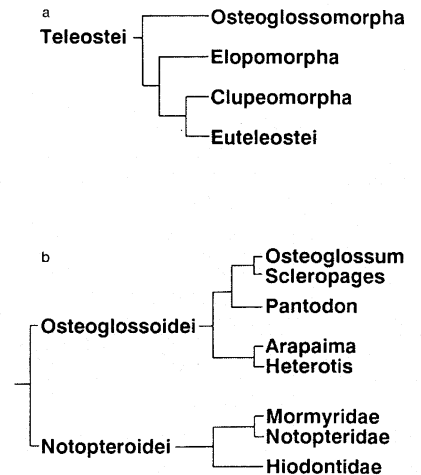 a
Teleostei
Osteoglossomorpha
Elopomorpha
Clupeomorpha
Euteleostei
b
Osteoglossoidei
Osteoglossum
Scleropages
Pantodon
Arapaima
Heterotis
Notopteroidei
Mormyridae
Notopteridae
Hiodontidae